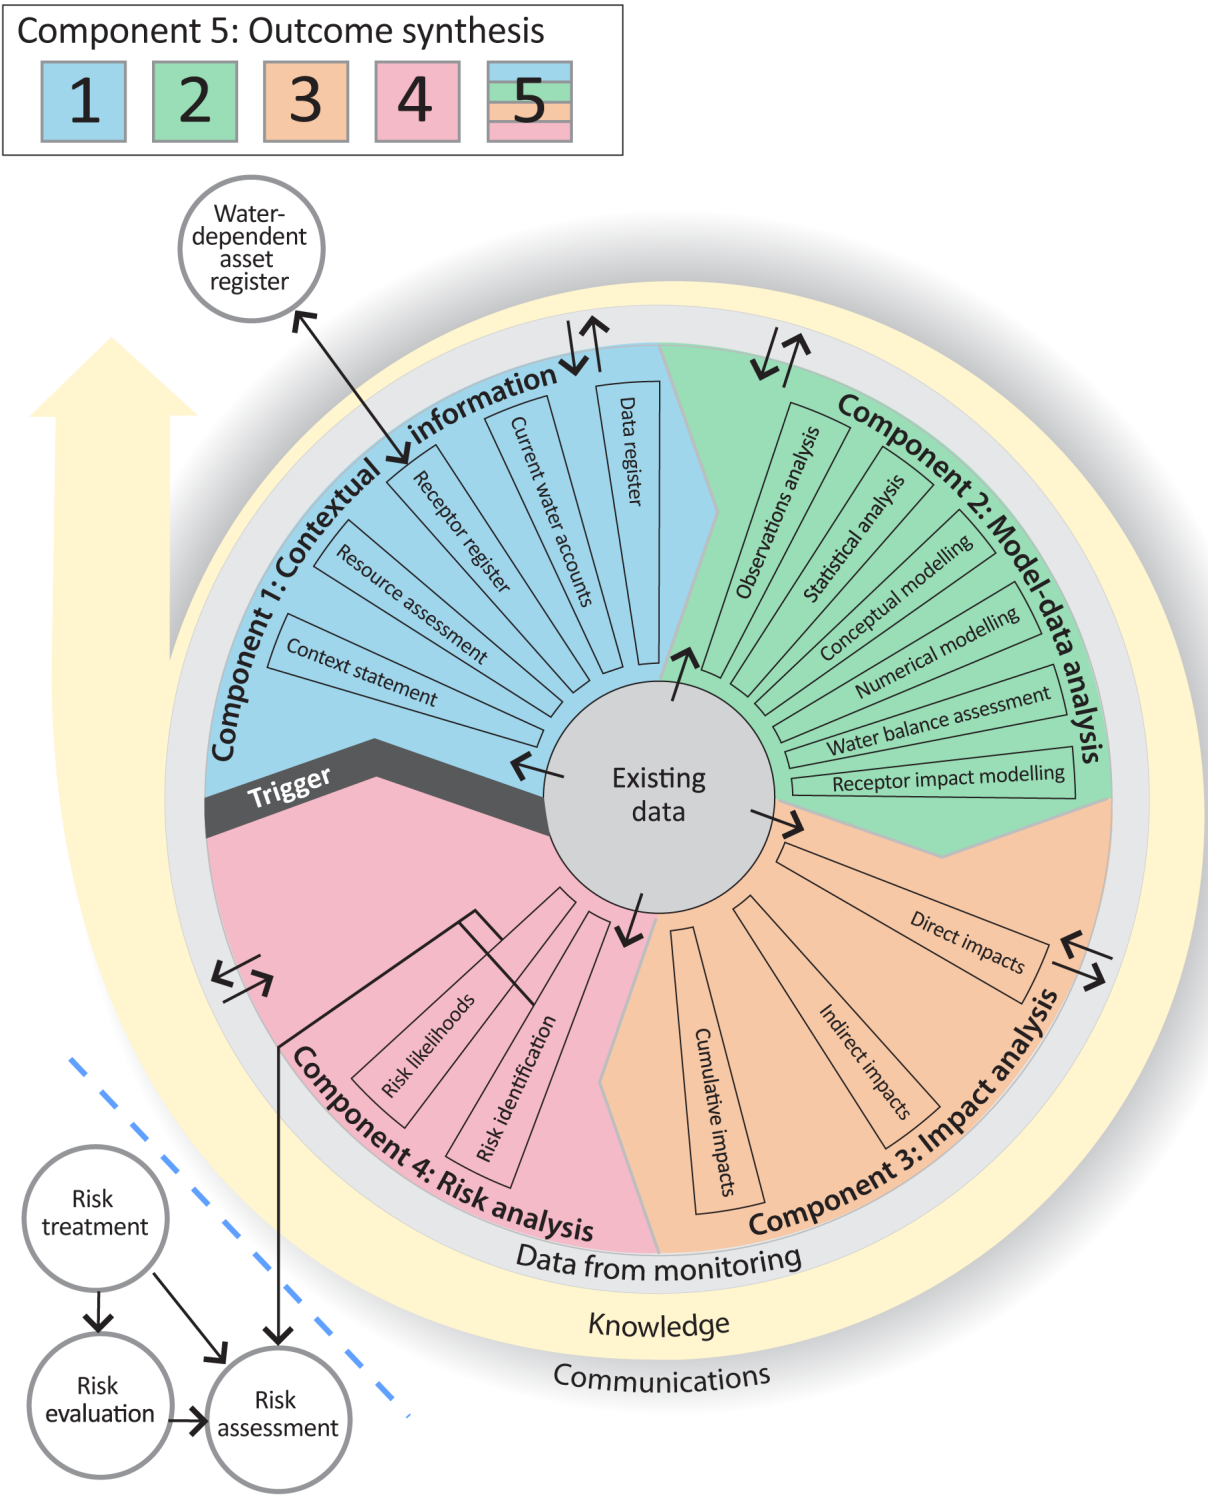 Component 5: Outcome synthesis
1 2 3 4 5
Water-
dependent
asset
register
Component 1: Contextual information
Context statement
Resource assessment
Receptor register
Current water accounts
Data register
Component 2: Model-data analysis
Observations analysis
Statistical analysis
Conceptual modelling
Numerical modelling
Water balance assessment
Receptor impact modelling
Trigger
Existing
data
Component 3: Impact analysis
Direct impacts
Indirect impacts
Cumulative impacts
Component 4: Risk analysis
Risk identification
Risk likelihoods
Data from monitoring
Knowledge
Communications
Risk
treatment
Risk
evaluation
Risk
assessment